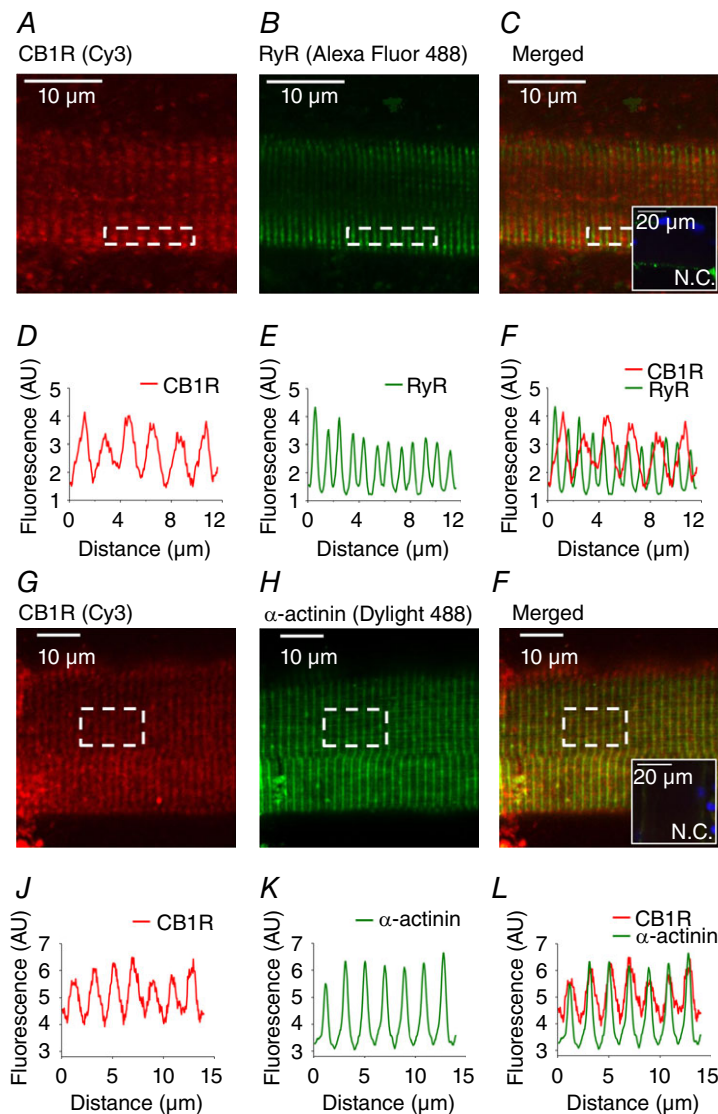 A
CB1R (Cy3)
10 μm
B
RyR (Alexa Fluor 488)
10 μm
C
Merged
10 μm
20 μm
N.C.
D
CB1R
Fluorescence (AU)
5
4
3
2
1
0 4 8 12
Distance (μm)
E
RyR
Fluorescence (AU)
5
4
3
2
1
0 4 8 12
Distance (μm)
F
CB1R
RyR
Fluorescence (AU)
5
4
3
2
1
0 4 8 12
Distance (μm)
G
CB1R (Cy3)
10 μm
H
α-actinin (Dylight 488)
10 μm
F
Merged
10 μm
20 μm
N.C.
J
CB1R
Fluorescence (AU)
7
6
5
4
3
0 5 10 15
Distance (μm)
K
α-actinin
Fluorescence (AU)
7
6
5
4
3
0 5 10 15
Distance (μm)
L
CB1R
α-actinin
Fluorescence (AU)
7
6
5
4
3
0 5 10 15
Distance (μm)